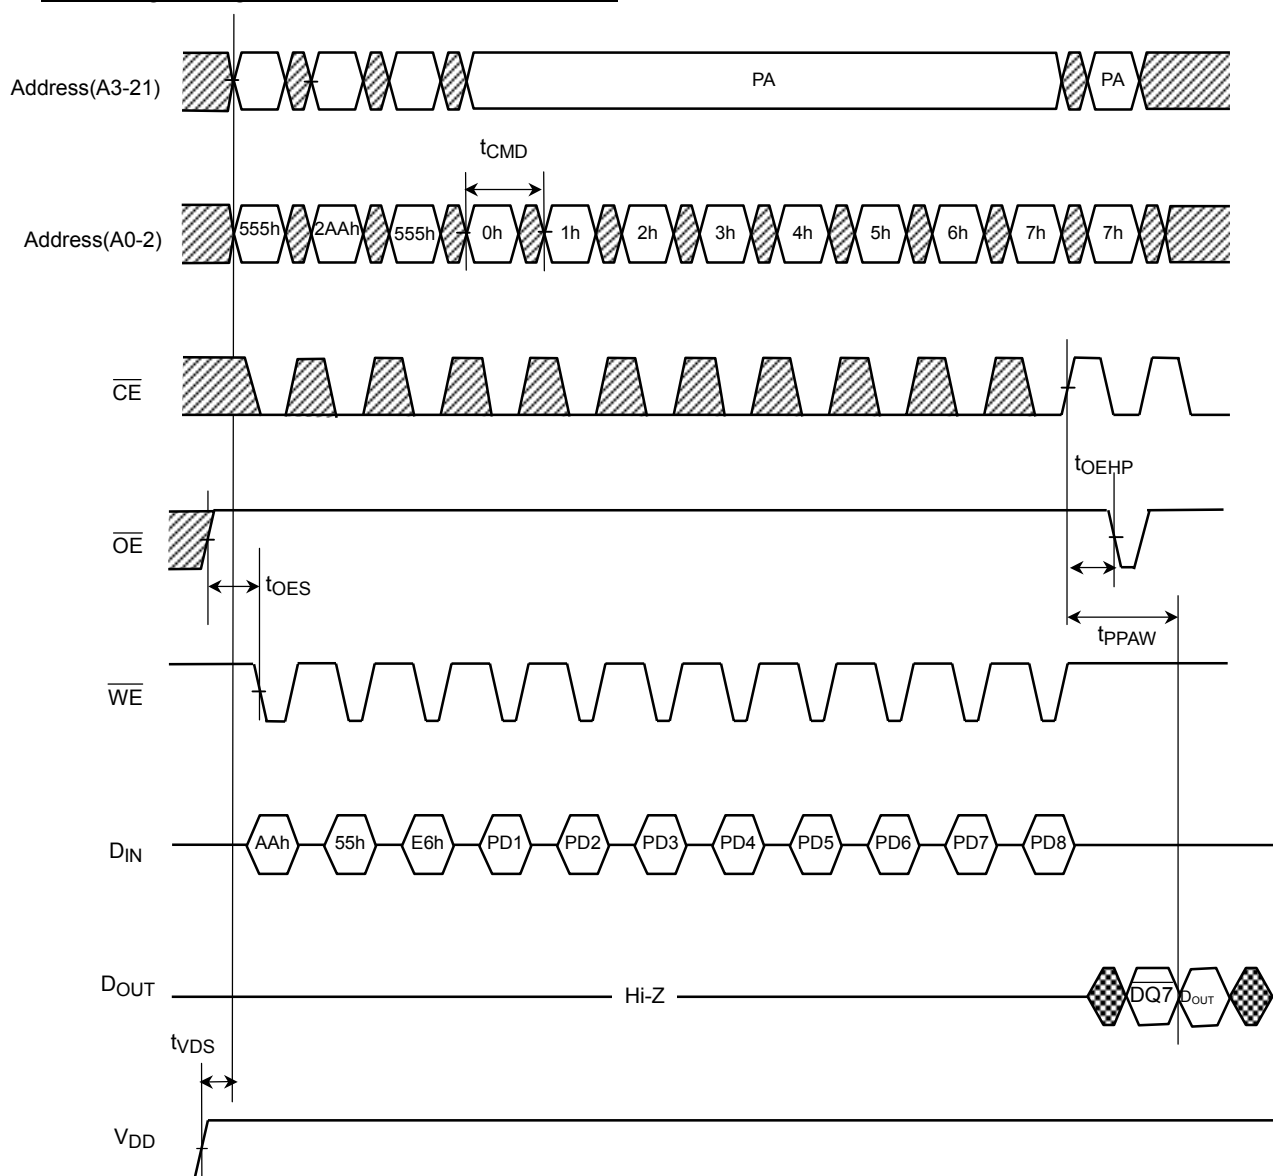 Address(A3-21) PA PA
tCMD
Address(A0-2) 555h 2AAh 555h 0h 1h 2h 3h 4h 5h 6h 7h 7h
CE
tOEHP
OE
tOES
tPPAW
WE
DIN AAh 55h E6h PD1 PD2 PD3 PD4 PD5 PD6 PD7 PD8
DOUT Hi-Z DQ7 DOUT
tVDS
VDD